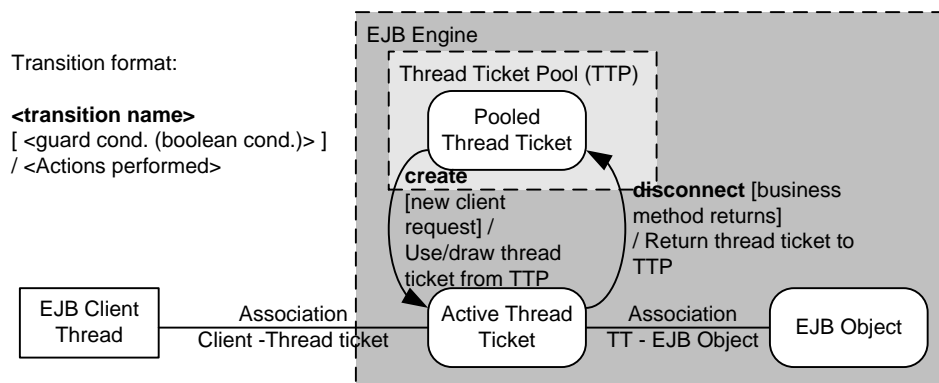 EJB Engine
Transition format:
Thread Ticket Pool (TTP)
<transition name>
[ <guard cond. (boolean cond.)> ]
/ <Actions performed>
Pooled
Thread Ticket
create
[new client
request] /
Use/draw thread
ticket from TTP
disconnect [business
method returns]
/ Return thread ticket to
TTP
EJB Client
Thread
Association
Client -Thread ticket
Active Thread
Ticket
Association
TT - EJB Object
EJB Object